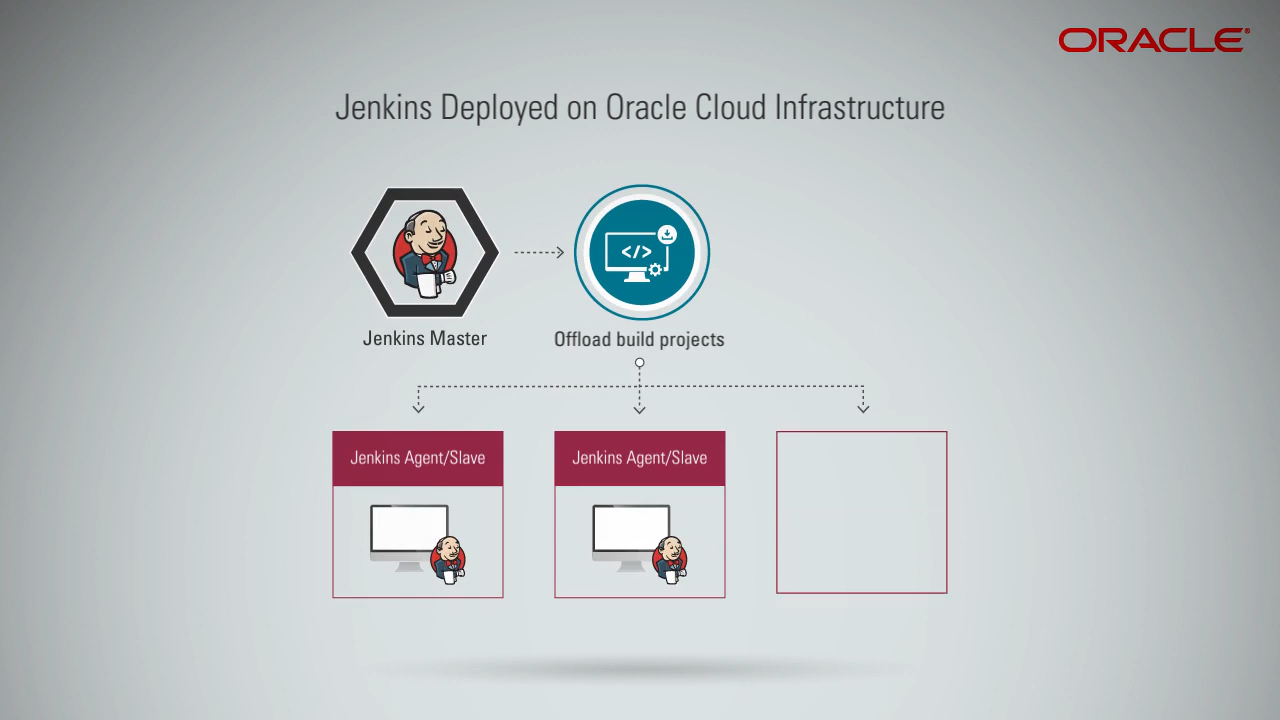 ORACLE®
Jenkins Deployed on Oracle Cloud Infrastructure
</>
Jenkins Master
Offload build projects
Jenkins Agent/Slave
Jenkins Agent/Slave